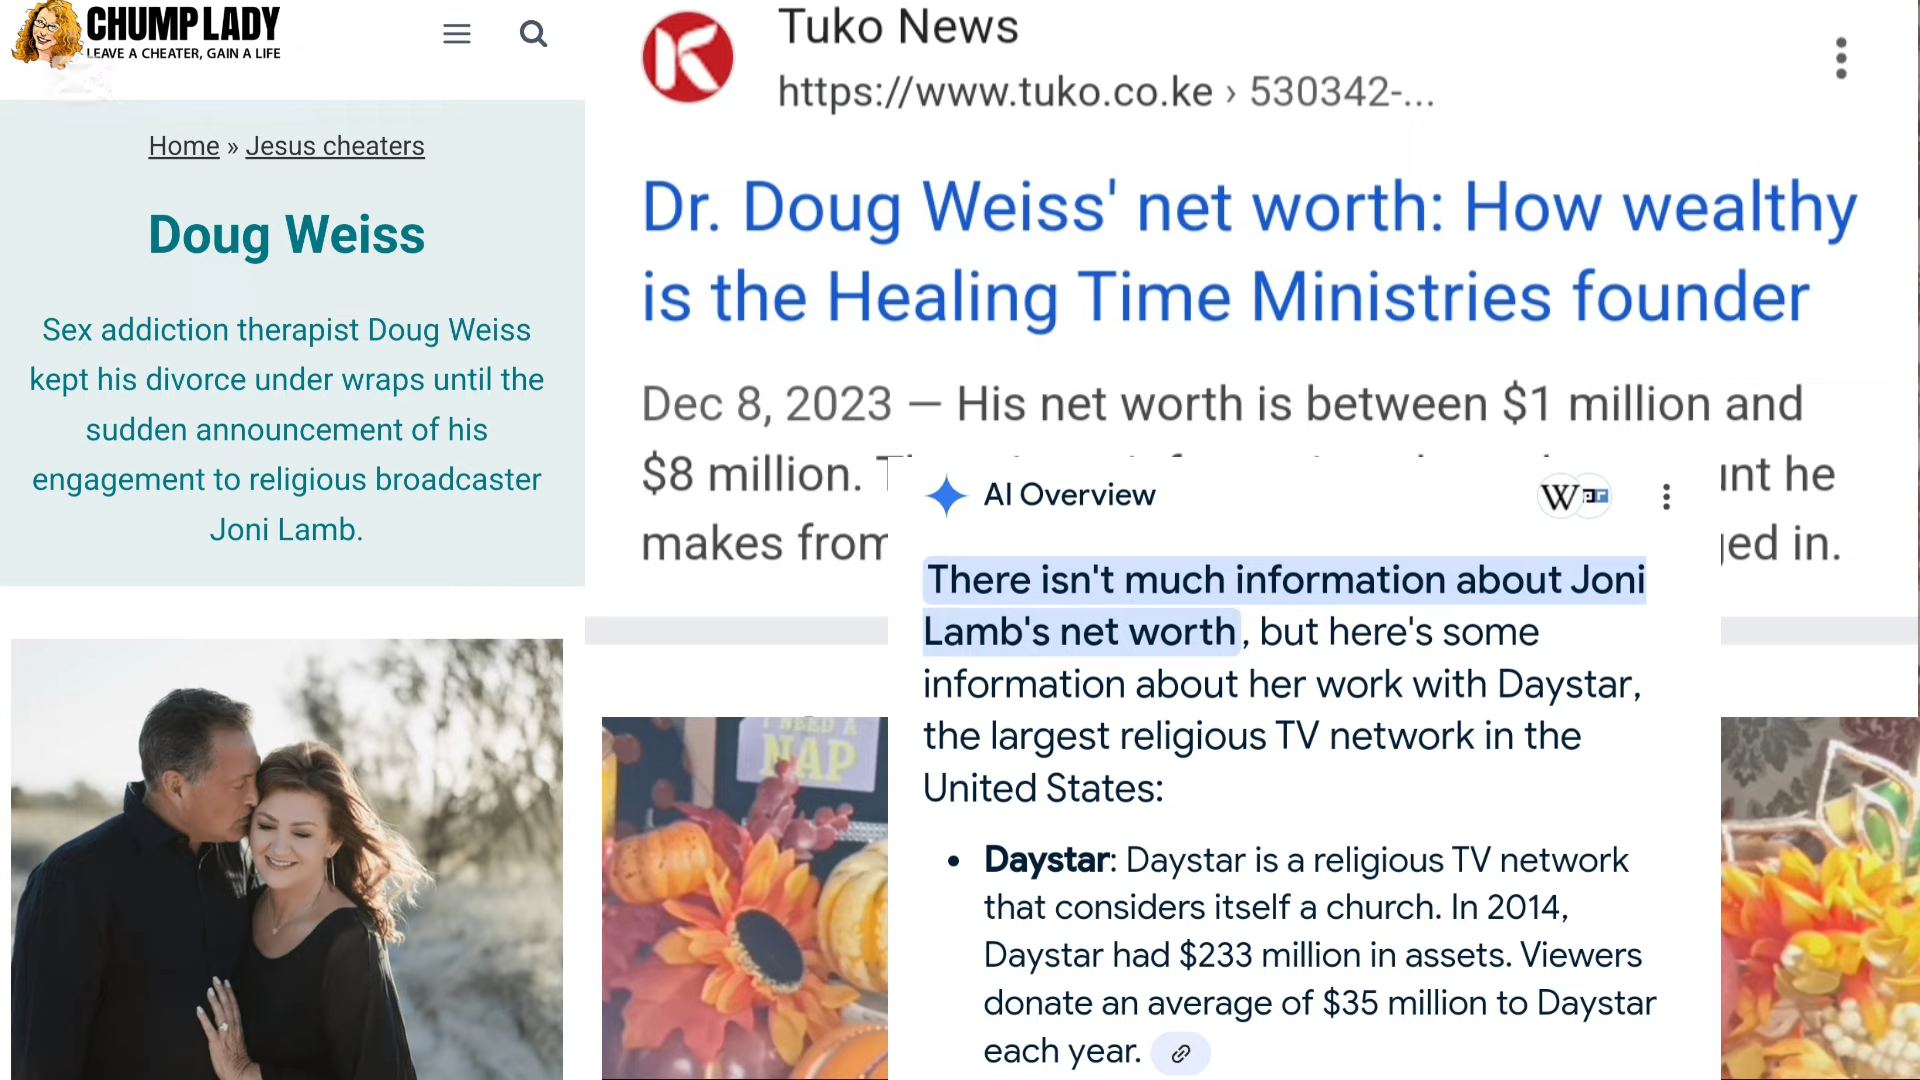 CHUMP LADY
LEAVE A CHEATER, GAIN A LIFE
Home » Jesus cheaters
Doug Weiss
Sex addiction therapist Doug Weiss
kept his divorce under wraps until the
sudden announcement of his
engagement to religious broadcaster
Joni Lamb.
Tuko News
https://www.tuko.co.ke › 530342-...
Dr. Doug Weiss' net worth: How wealthy
is the Healing Time Ministries founder
Dec 8, 2023 — His net worth is between $1 million and
$8 million.
he
makes from
in.
AI Overview
There isn't much information about Joni
Lamb's net worth, but here's some
information about her work with Daystar,
the largest religious TV network in the
United States:
• Daystar: Daystar is a religious TV network
that considers itself a church. In 2014,
Daystar had $233 million in assets. Viewers
donate an average of $35 million to Daystar
each year.
I NEED A
NAP